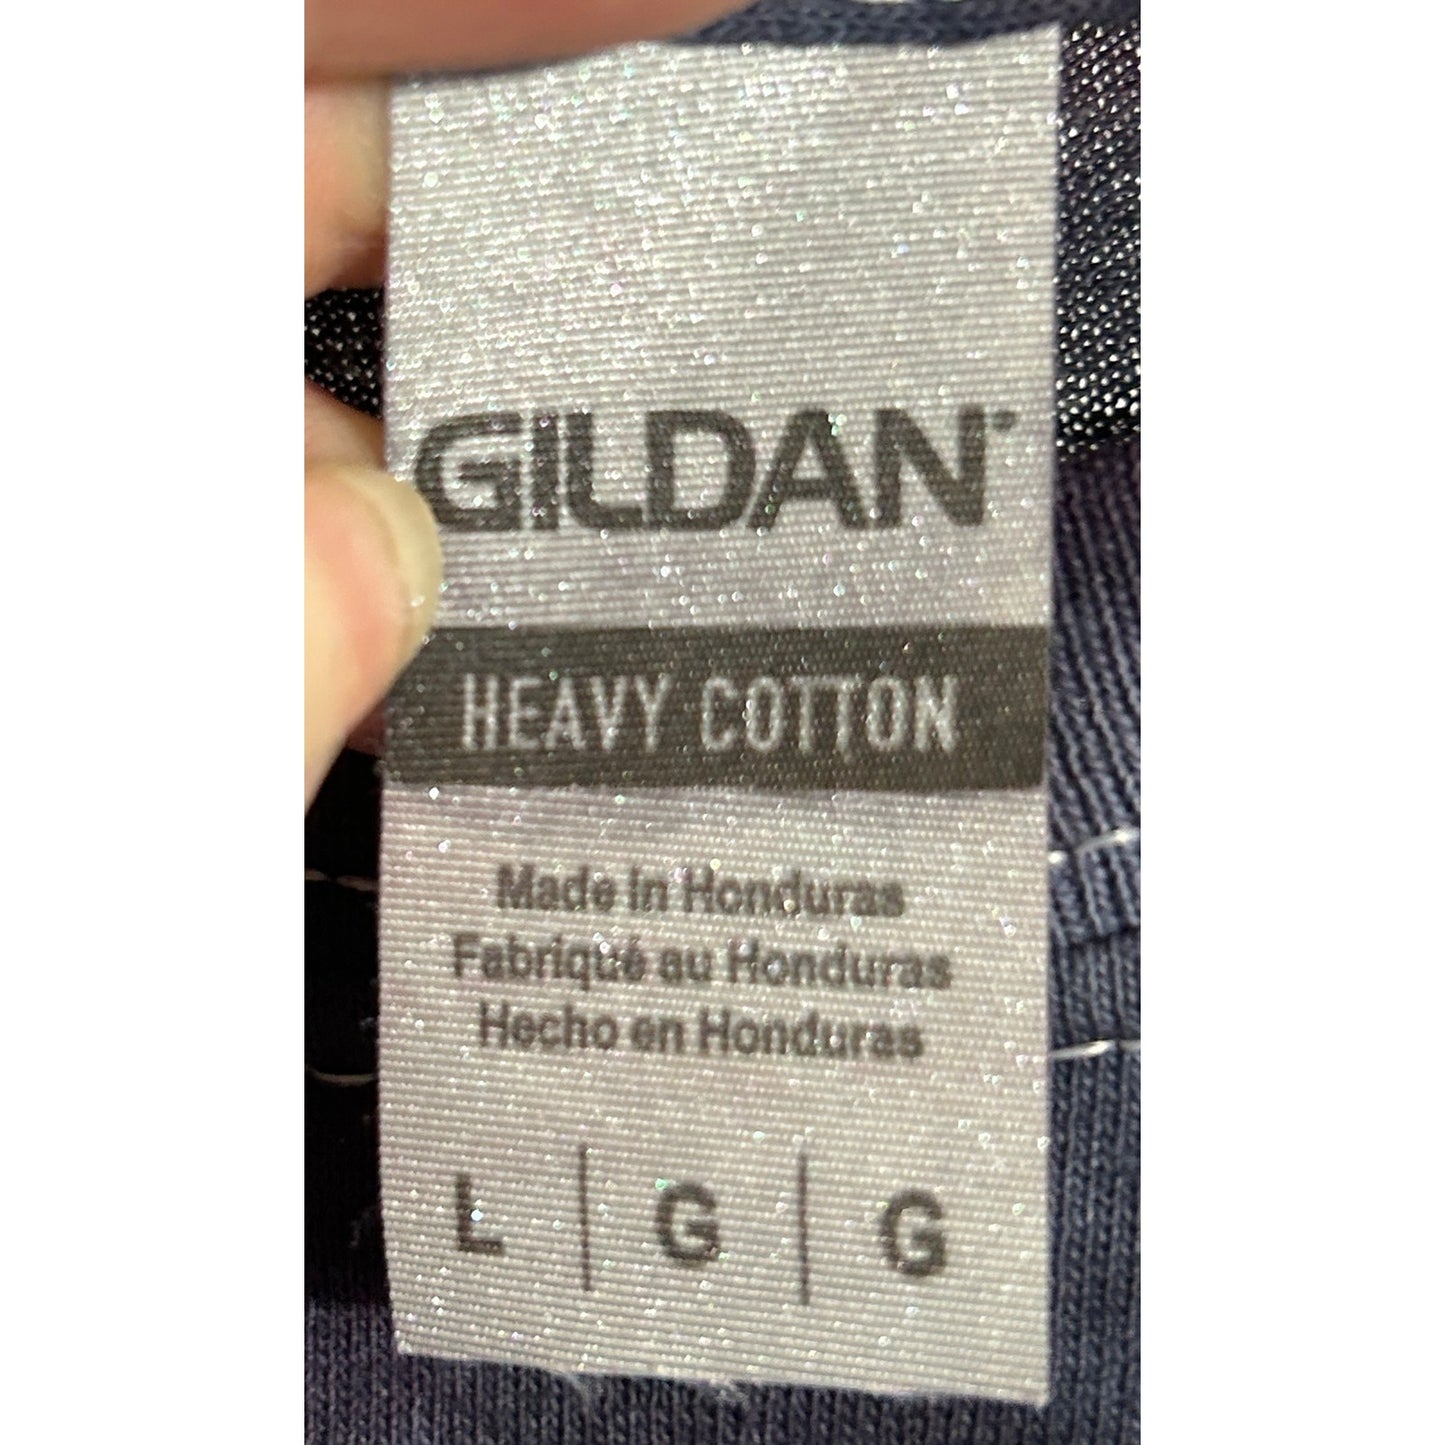 GILDAN
HEAVY COTTON
Made in Honduras
Fabriqué au Honduras
Hecho en Honduras
L | G | G